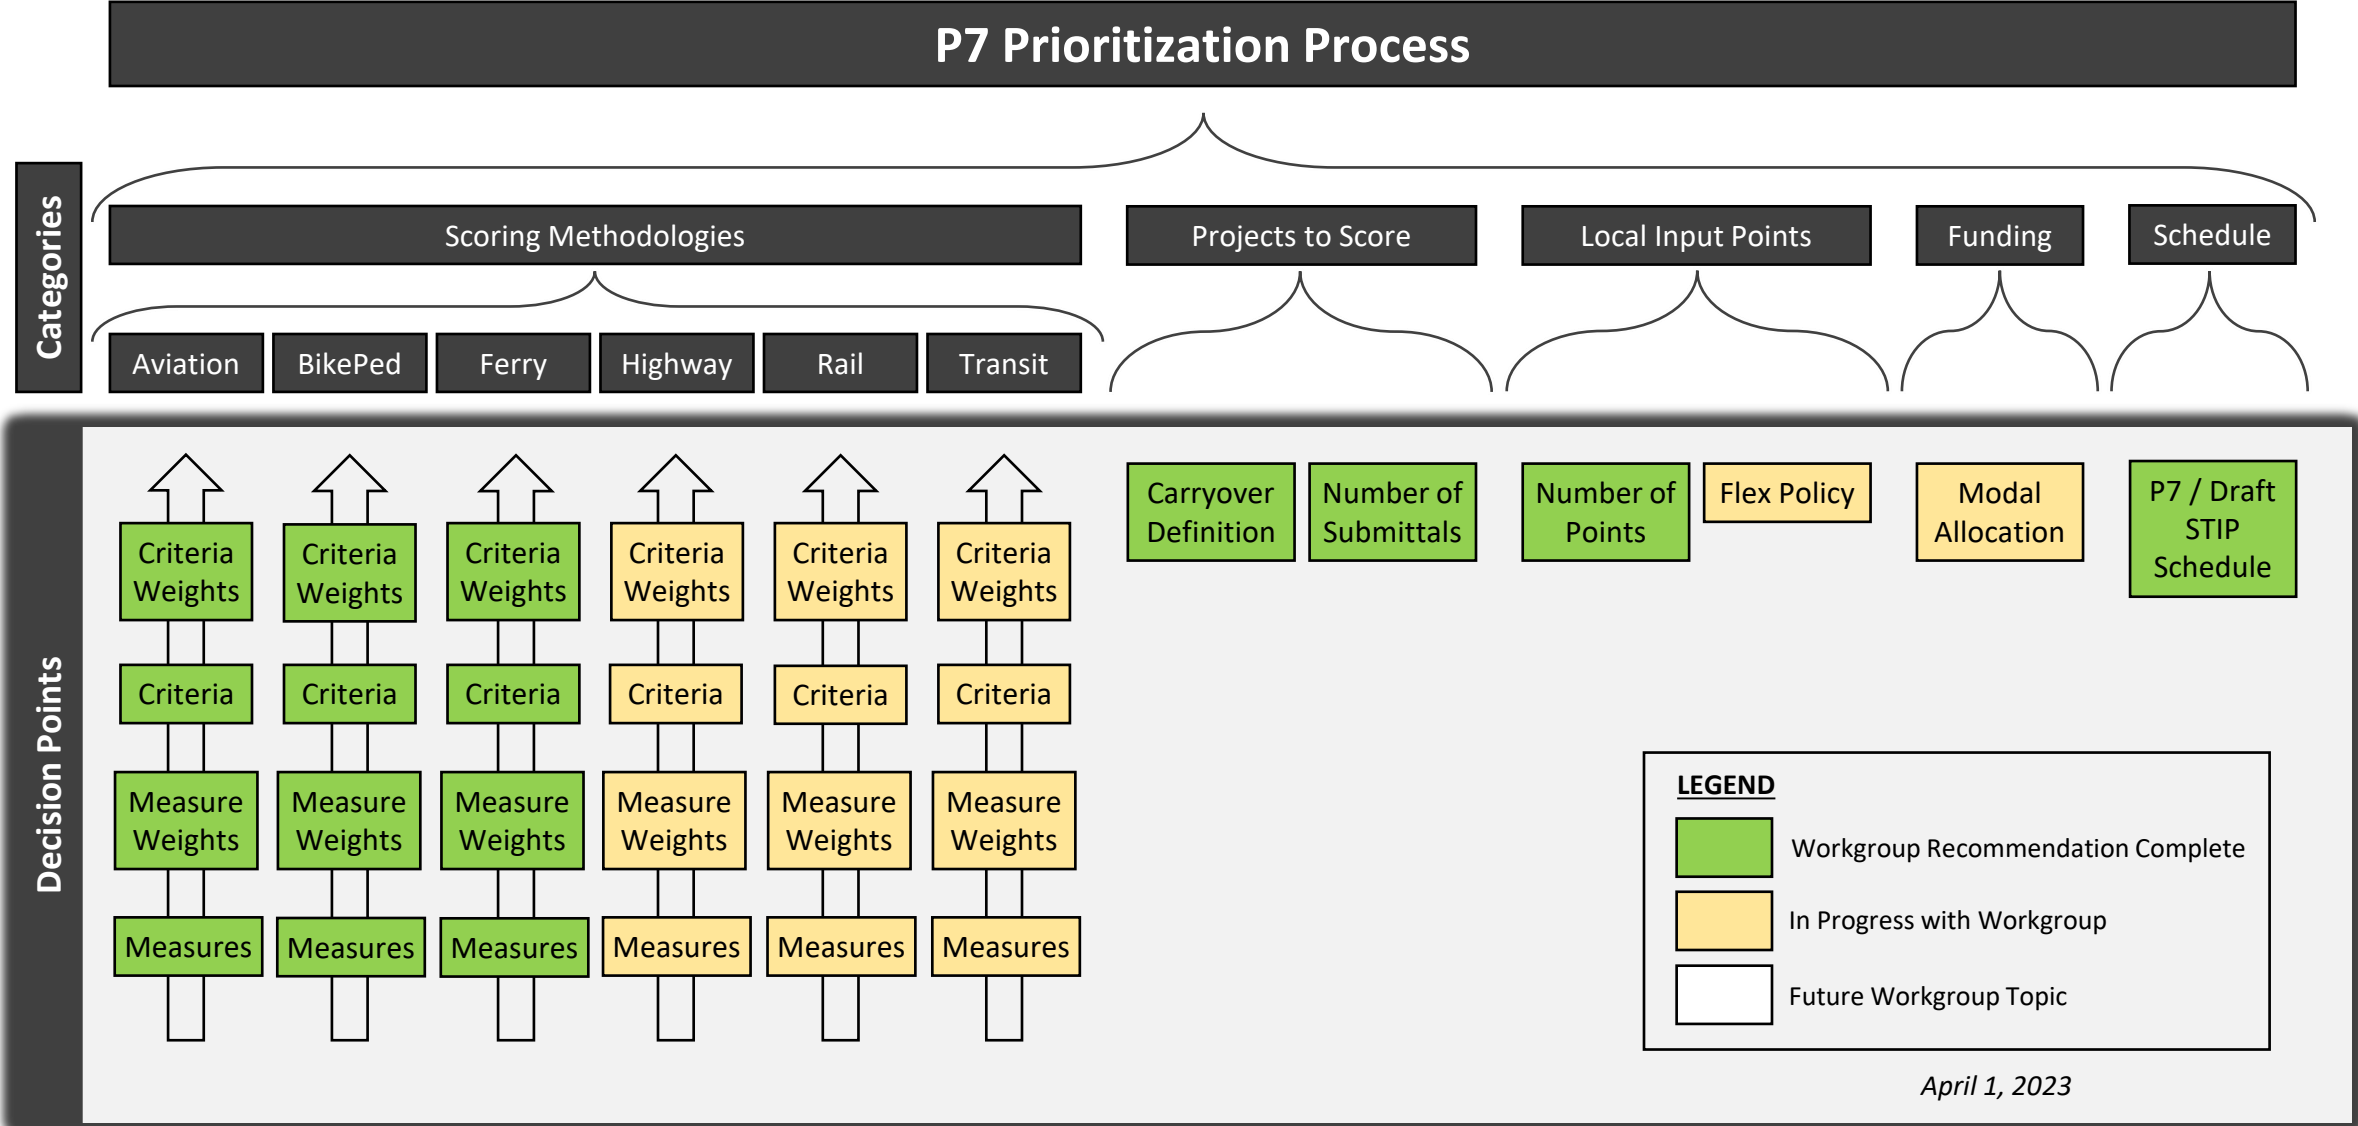 P7 Prioritization Process
Categories
Scoring Methodologies
Projects to Score
Local Input Points
Funding
Schedule
Aviation
BikePed
Ferry
Highway
Rail
Transit
Decision Points
Criteria
Weights
Criteria
Weights
Criteria
Weights
Criteria
Weights
Criteria
Weights
Criteria
Weights
Carryover
Definition
Number of
Submittals
Number of
Points
Flex Policy
Modal
Allocation
P7 / Draft
STIP
Schedule
Criteria
Criteria
Criteria
Criteria
Criteria
Criteria
Measure
Weights
Measure
Weights
Measure
Weights
Measure
Weights
Measure
Weights
Measure
Weights
Measures
Measures
Measures
Measures
Measures
Measures
LEGEND
Workgroup Recommendation Complete
In Progress with Workgroup
Future Workgroup Topic
April 1, 2023